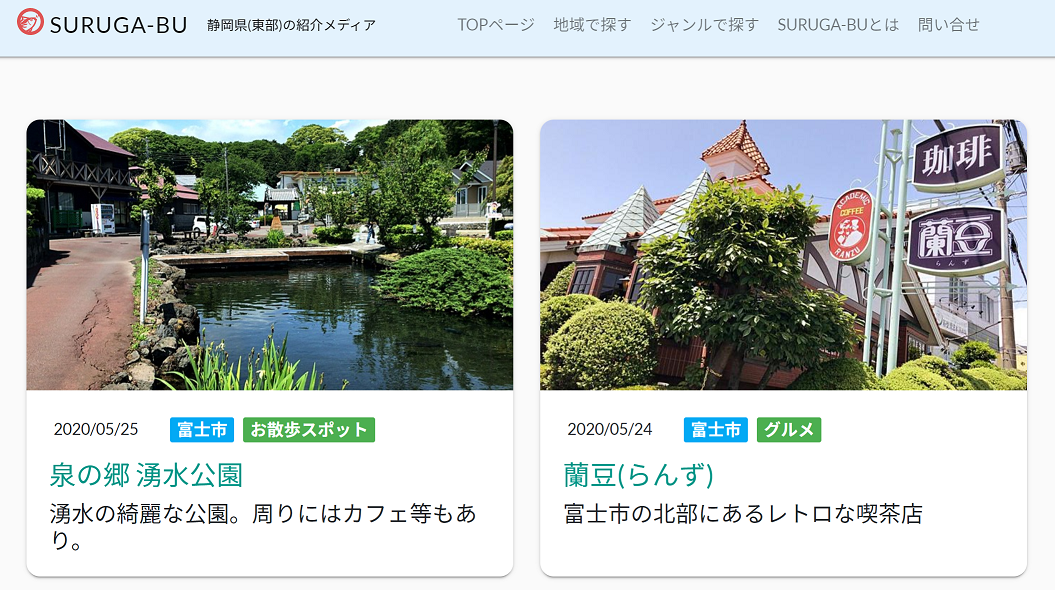 SURUGA-BU 静岡県(東部)の紹介メディア TOPページ 地域で探す ジャンルで探す SURUGA-BUとは 問い合せ
珈琲
ACADEMIC
COFFEE
RANZU
蘭豆
らんず
2020/05/25 富士市 お散歩スポット
泉の郷 湧水公園
湧水の綺麗な公園。周りにはカフェ等もあ
り。
2020/05/24 富士市 グルメ
蘭豆(らんず)
富士市の北部にあるレトロな喫茶店